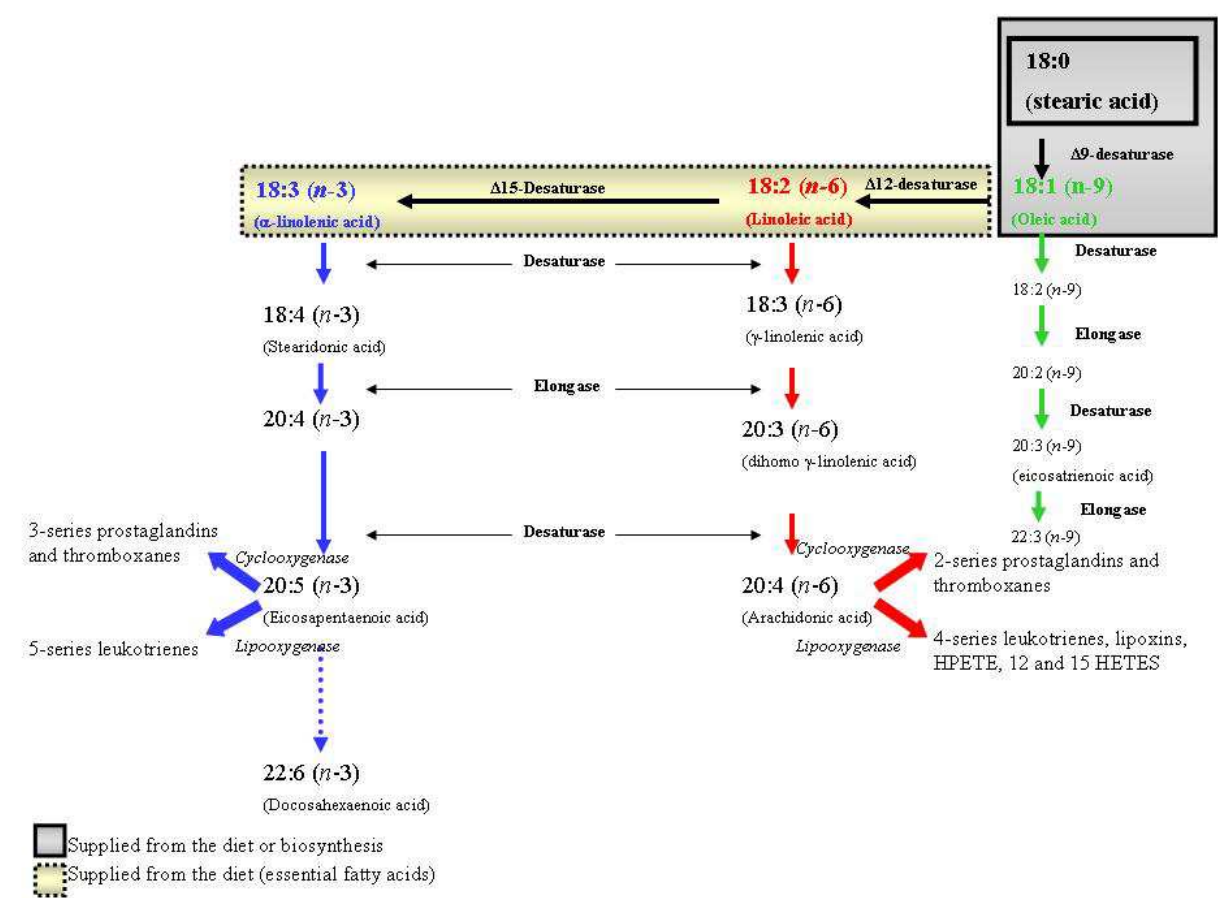 18:0
(stearic acid)
Δ9-desaturase
18:3 (n-3)
(α-linolenic acid)
Δ15-Desaturase
18:2 (n-6)
(Linoleic acid)
Δ12-desaturase
18:1 (n-9)
(Oleic acid)
Desaturase
Desaturase
18:4 (n-3)
(Stearidonic acid)
18:3 (n-6)
(γ-linolenic acid)
18:2 (n-9)
Elongase
Elongase
20:2 (n-9)
20:4 (n-3)
20:3 (n-6)
(dihomo γ-linolenic acid)
Desaturase
20:3 (n-9)
(eicosatrienoic acid)
Elongase
22:3 (n-9)
Desaturase
3-series prostaglandins
and thromboxanes
Cyclooxygenase
20:5 (n-3)
(Eicosapentaenoic acid)
Lipooxygenase
5-series leukotrienes
Cyclooxygenase
20:4 (n-6)
(Arachidonic acid)
Lipooxygenase
2-series prostaglandins and
thromboxanes
4-series leukotrienes, lipoxins,
HPETE, 12 and 15 HETES
22:6 (n-3)
(Docosahexaenoic acid)
Supplied from the diet or biosynthesis
Supplied from the diet (essential fatty acids)